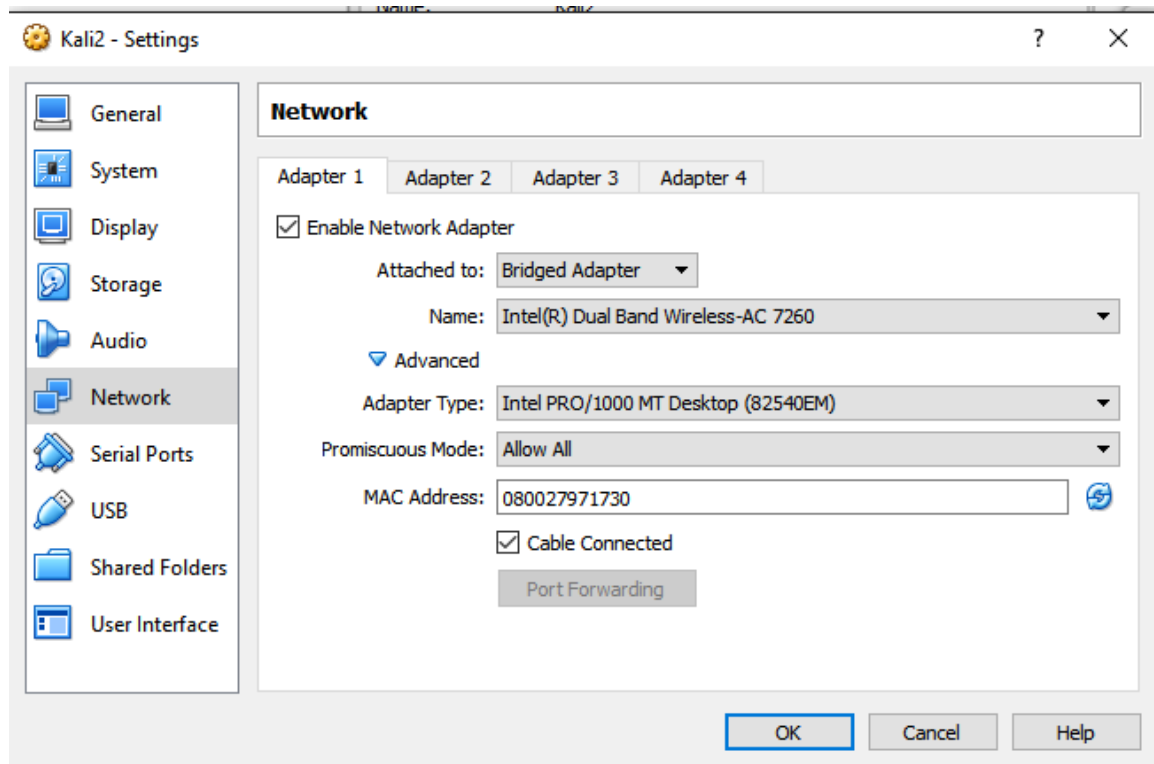 Name: Kali2
Kali2 - Settings
?
General
System
Display
Storage
Audio
Network
Serial Ports
USB
Shared Folders
User Interface
Network
Adapter 1 Adapter 2 Adapter 3 Adapter 4
Enable Network Adapter
Attached to: Bridged Adapter
Name: Intel(R) Dual Band Wireless-AC 7260
Advanced
Adapter Type: Intel PRO/1000 MT Desktop (82540EM)
Promiscuous Mode: Allow All
MAC Address: 080027971730
Cable Connected
Port Forwarding
OK Cancel Help